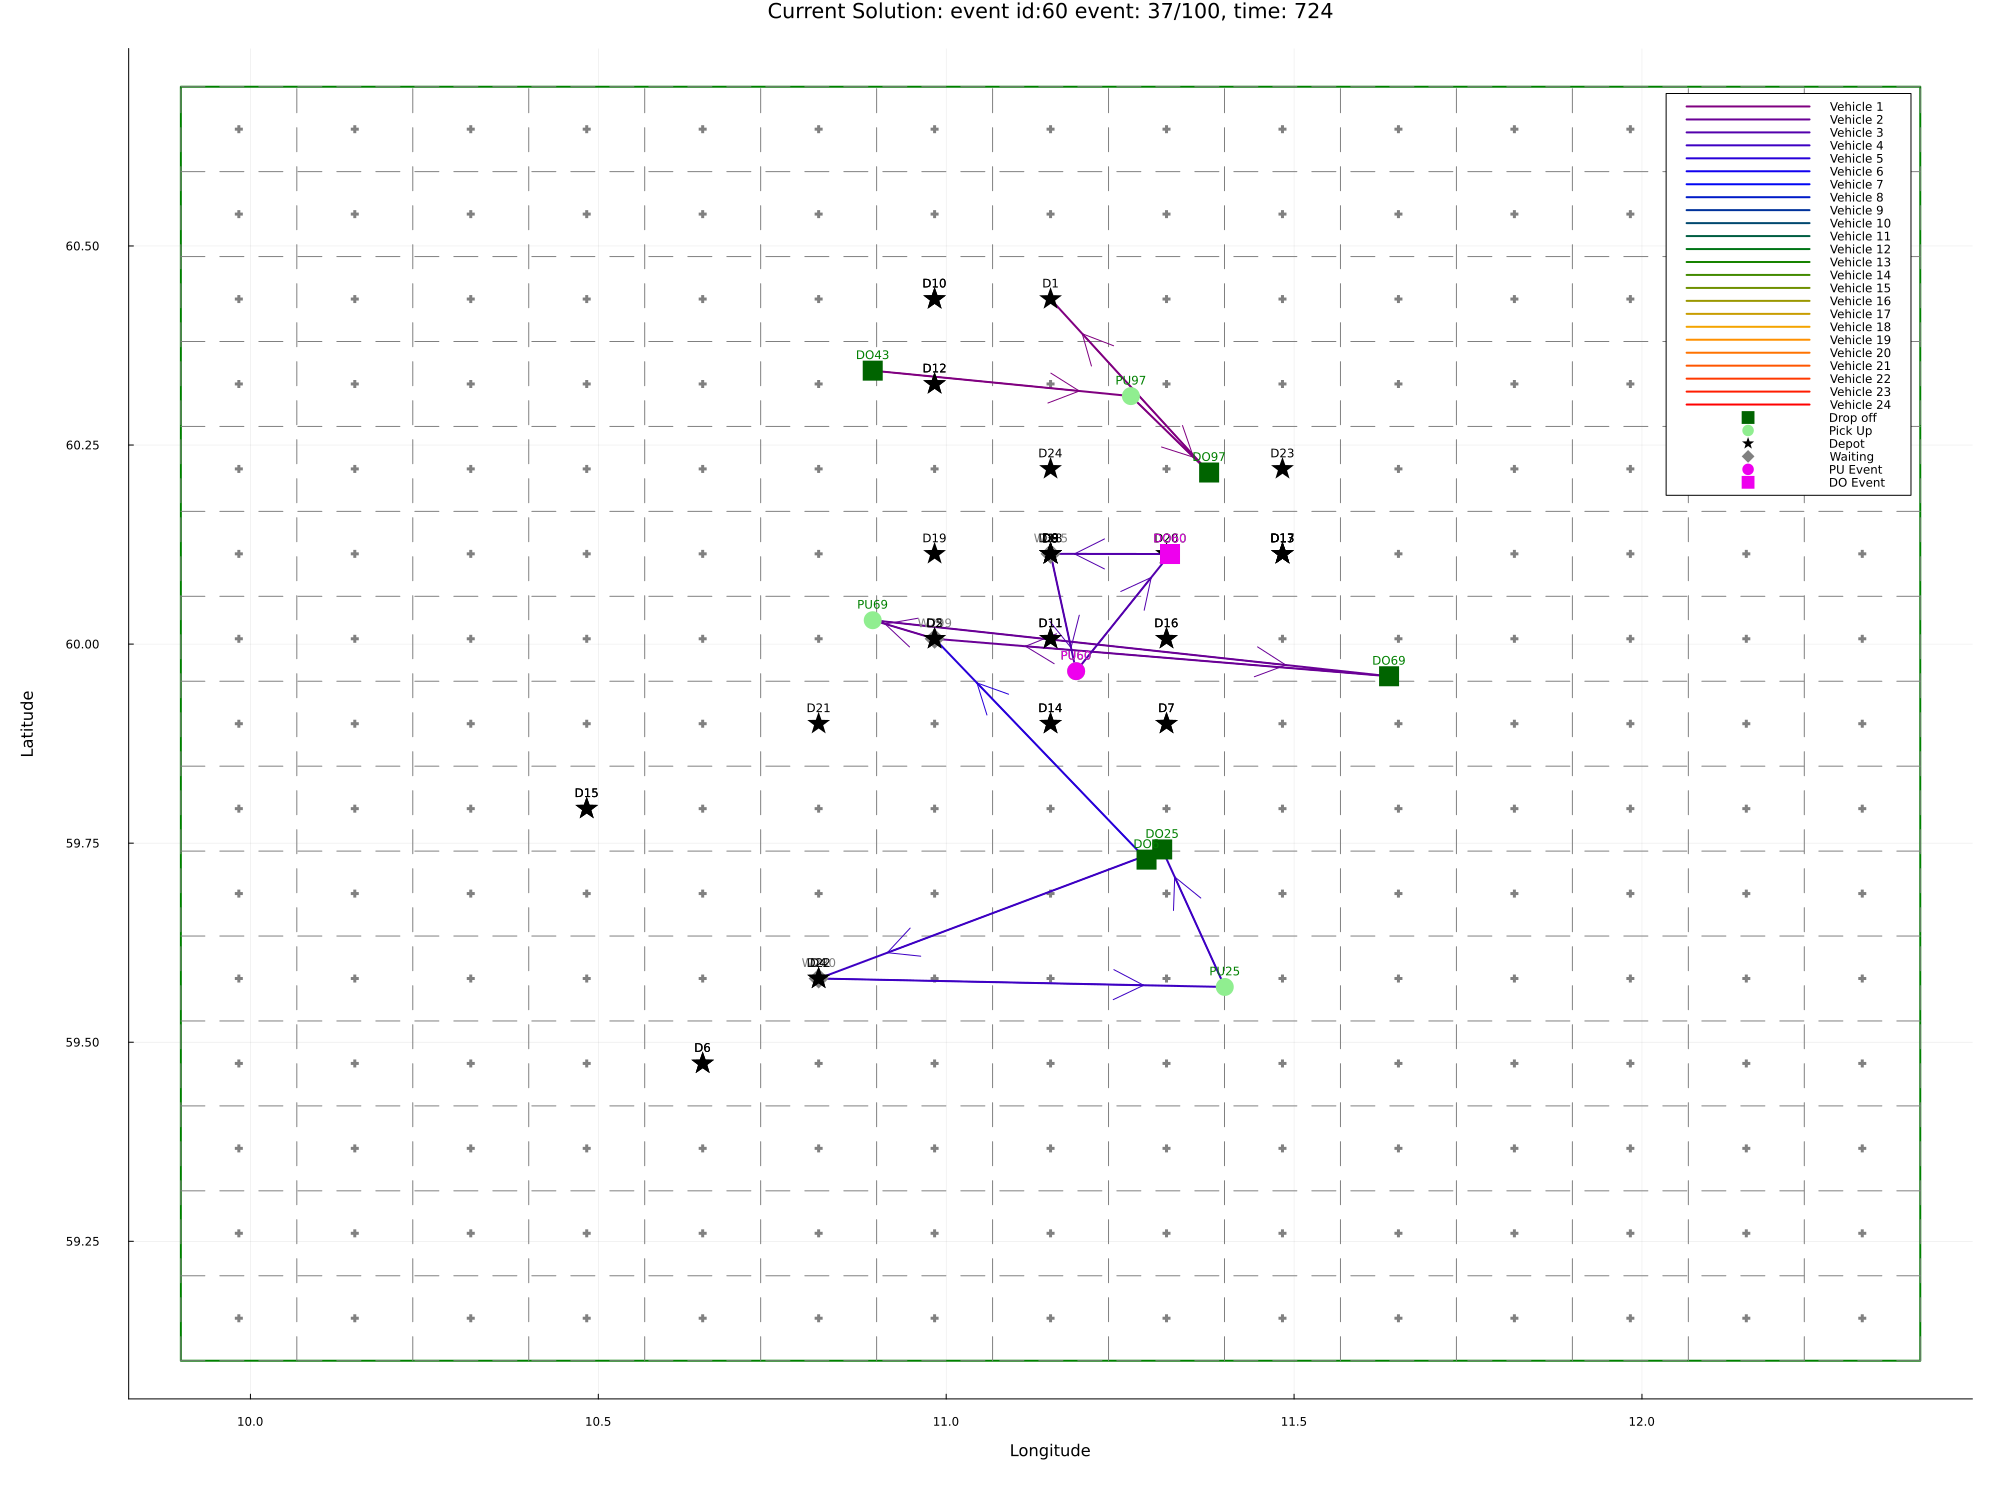 Current Solution: event id:60 event: 37/100, time: 724
Vehicle 1
Vehicle 2
Vehicle 3
Vehicle 4
Vehicle 5
Vehicle 6
Vehicle 7
Vehicle 8
Vehicle 9
Vehicle 10
Vehicle 11
Vehicle 12
Vehicle 13
Vehicle 14
Vehicle 15
Vehicle 16
Vehicle 17
Vehicle 18
Vehicle 19
Vehicle 20
Vehicle 21
Vehicle 22
Vehicle 23
Vehicle 24
Drop off
Pick Up
Depot
Waiting
PU Event
DO Event
60.50
D10
D1
DO43
D12
PU97
60.25
D24
DO97
D23
D19
D17
PU69
60.00
D11
D16
PU60
DO69
D21
D14
D7
D15
59.75
DO25
PU25
59.50
D6
59.25
10.0
10.5
11.0
11.5
12.0
Longitude
Latitude